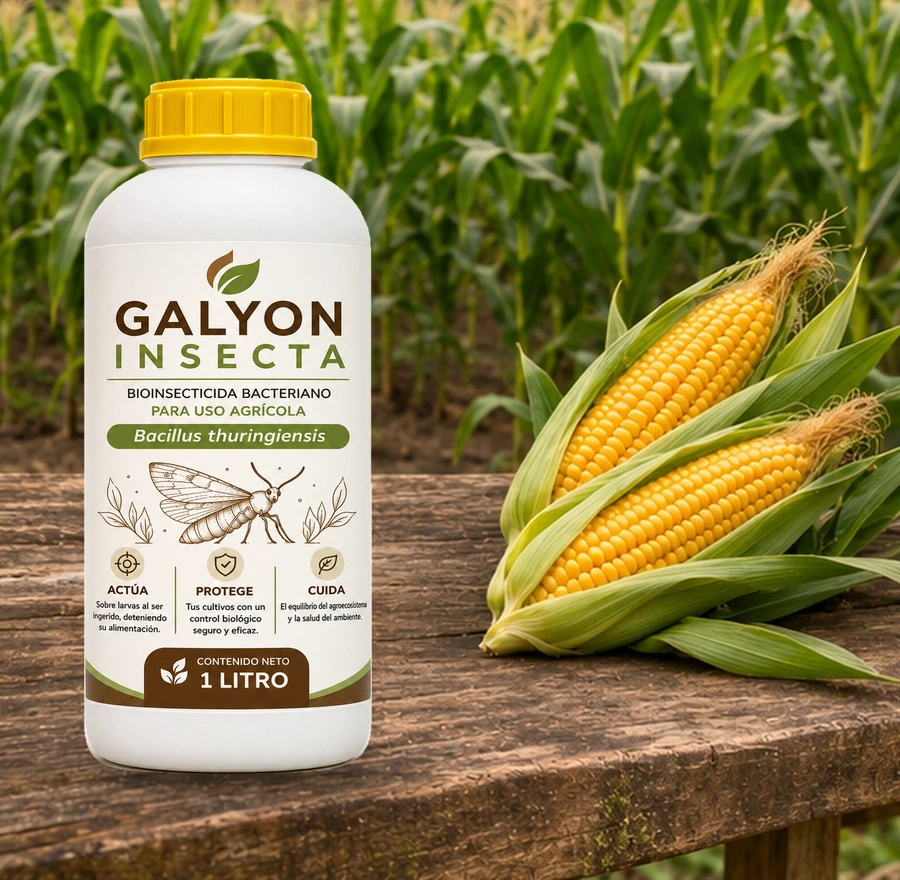 GALYON
INSECTA
BIOINSECTICIDA BACTERIANO
PARA USO AGRÍCOLA
Bacillus thuringiensis
ACTÚA
Sobre larvas al ser
ingerido, deteniendo
su alimentación.
PROTEGE
Tus cultivos con un
control biológico
seguro y eficaz.
CUIDA
El equilibrio del agroecosistema
y la salud del ambiente.
CONTENIDO NETO
1 LITRO